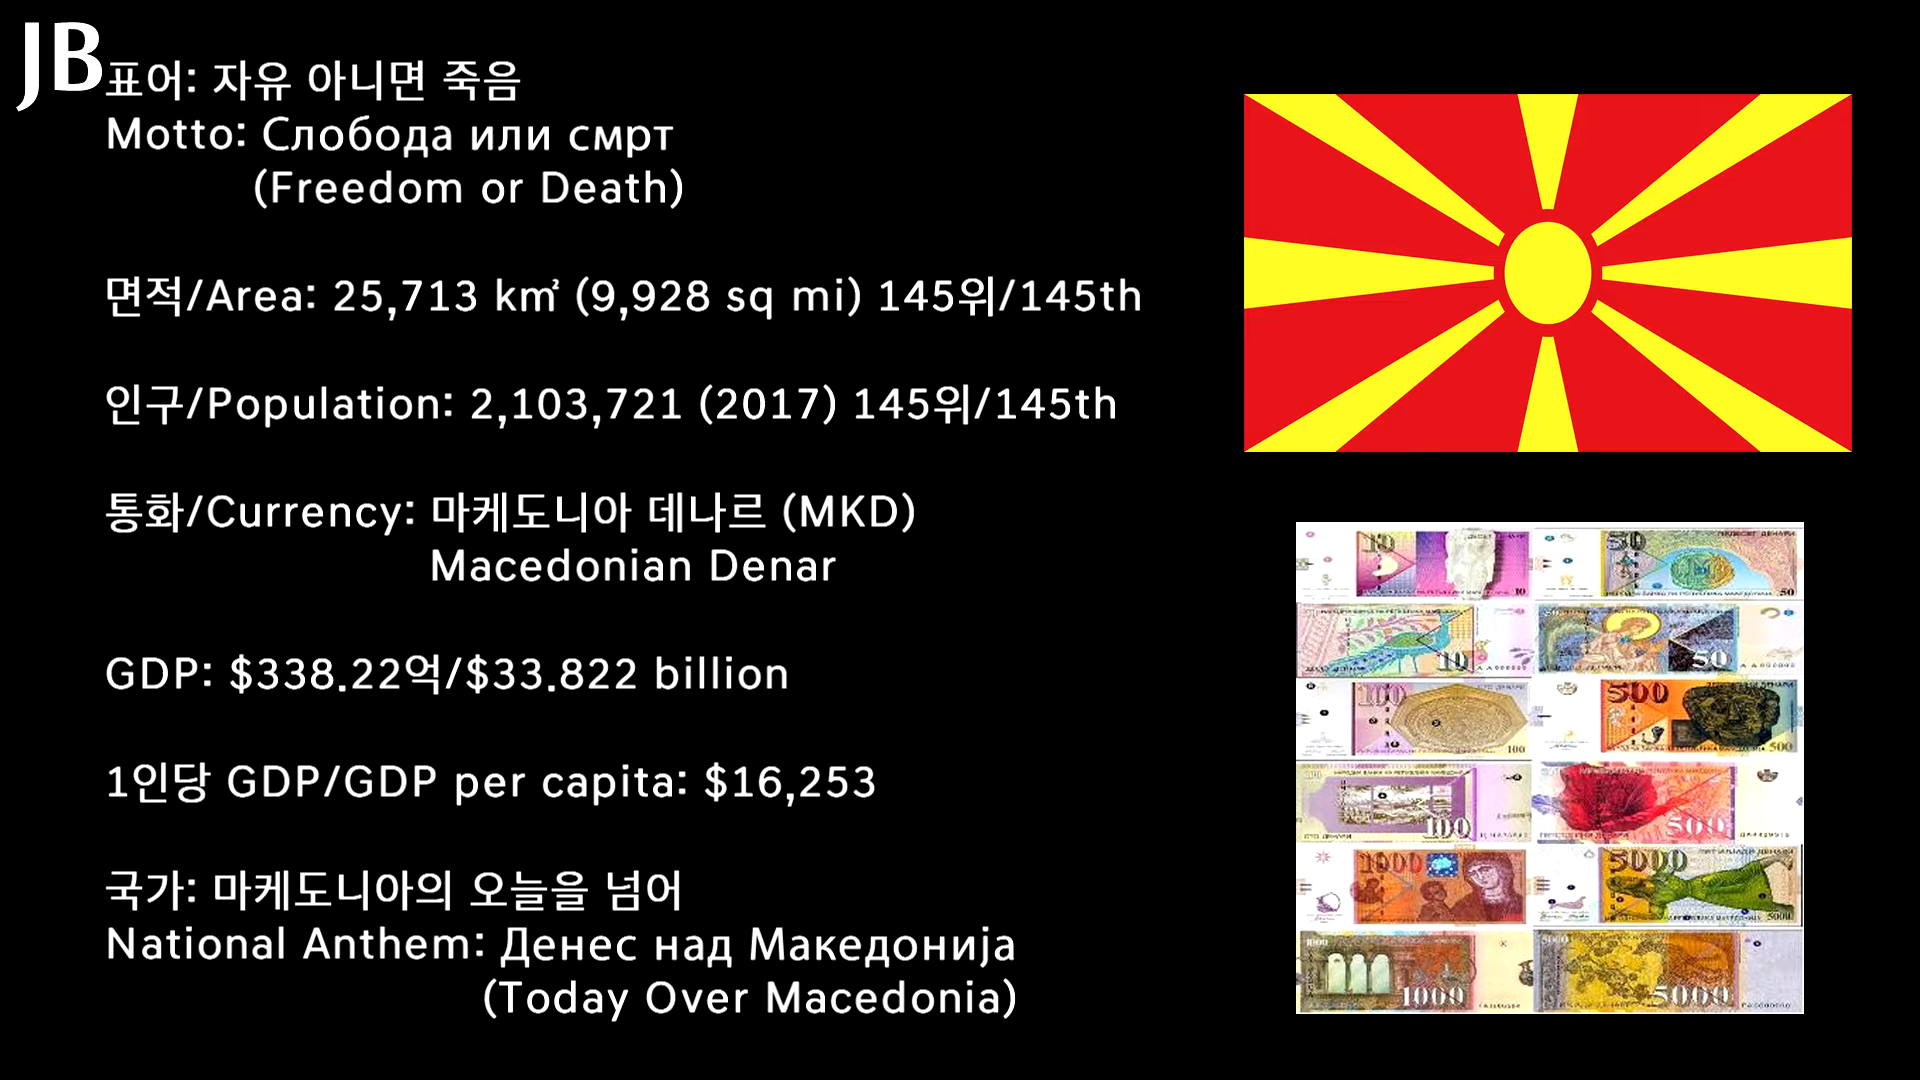 JB
표어: 자유 아니면 죽음
Motto: Слобода или смрт
(Freedom or Death)
면적/Area: 25,713 km² (9,928 sq mi) 145위/145th
인구/Population: 2,103,721 (2017) 145위/145th
통화/Currency: 마케도니아 데나르 (MKD)
Macedonian Denar
GDP: $338.22억/$33.822 billion
1인당 GDP/GDP per capita: $16,253
국가: 마케도니아의 오늘을 넘어
National Anthem: Денес над Македонија
(Today Over Macedonia)
10
10
50
50
10
50
100
100
500
500
100
500
1000
5000
5000
1000
5000